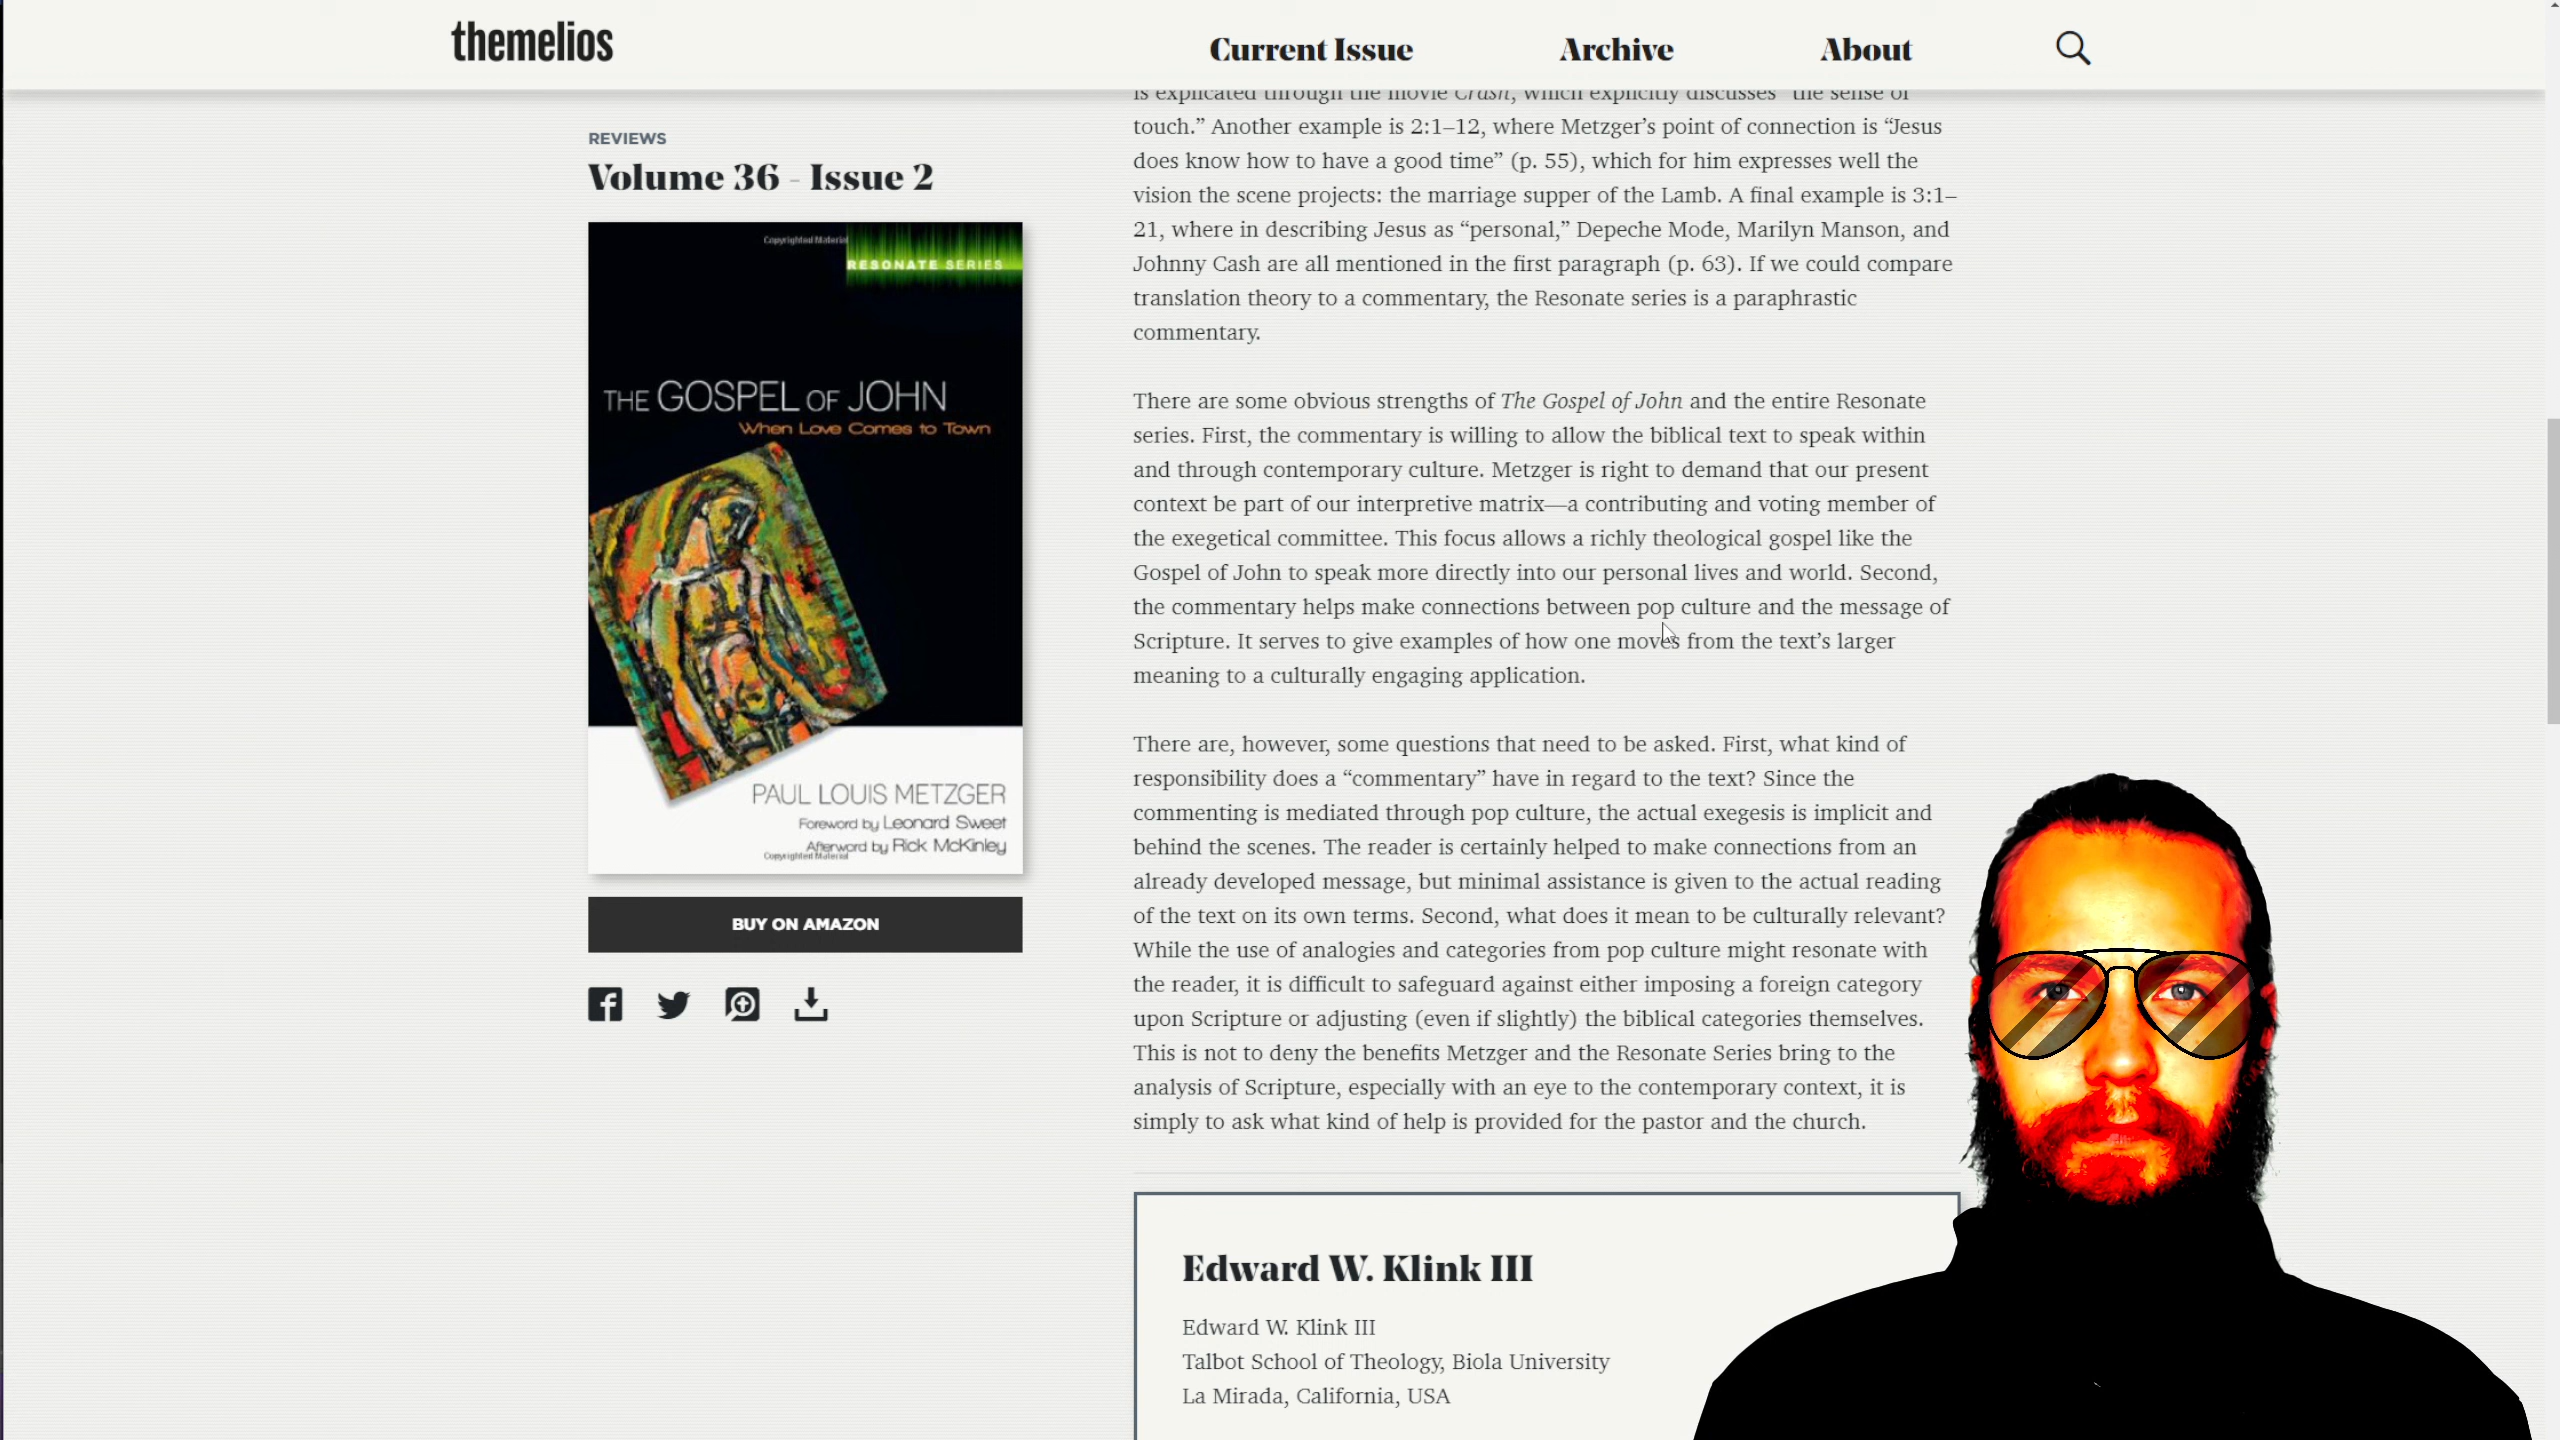 themelios
Current Issue
Archive
About
REVIEWS
Volume 36 - Issue 2
Copyrighted Material
RESONATE SERIES
THE GOSPEL OF JOHN
When Love Comes to Town
PAUL LOUIS METZGER
Foreword by Leonard Sweet
Afterword by Rick McKinley
Copyrighted Material
BUY ON AMAZON
is explicated through the movie Crash, which explicitly discusses “the sense of
touch.” Another example is 2:1–12, where Metzger’s point of connection is “Jesus
does know how to have a good time” (p. 55), which for him expresses well the
vision the scene projects: the marriage supper of the Lamb. A final example is 3:1–
21, where in describing Jesus as “personal,” Depeche Mode, Marilyn Manson, and
Johnny Cash are all mentioned in the first paragraph (p. 63). If we could compare
translation theory to a commentary, the Resonate series is a paraphrastic
commentary.
There are some obvious strengths of The Gospel of John and the entire Resonate
series. First, the commentary is willing to allow the biblical text to speak within
and through contemporary culture. Metzger is right to demand that our present
context be part of our interpretive matrix—a contributing and voting member of
the exegetical committee. This focus allows a richly theological gospel like the
Gospel of John to speak more directly into our personal lives and world. Second,
the commentary helps make connections between pop culture and the message of
Scripture. It serves to give examples of how one moves from the text’s larger
meaning to a culturally engaging application.
There are, however, some questions that need to be asked. First, what kind of
responsibility does a “commentary” have in regard to the text? Since the
commenting is mediated through pop culture, the actual exegesis is implicit and
behind the scenes. The reader is certainly helped to make connections from an
already developed message, but minimal assistance is given to the actual reading
of the text on its own terms. Second, what does it mean to be culturally relevant?
While the use of analogies and categories from pop culture might resonate with
the reader, it is difficult to safeguard against either imposing a foreign category
upon Scripture or adjusting (even if slightly) the biblical categories themselves.
This is not to deny the benefits Metzger and the Resonate Series bring to the
analysis of Scripture, especially with an eye to the contemporary context, it is
simply to ask what kind of help is provided for the pastor and the church.
Edward W. Klink III
Edward W. Klink III
Talbot School of Theology, Biola University
La Mirada, California, USA